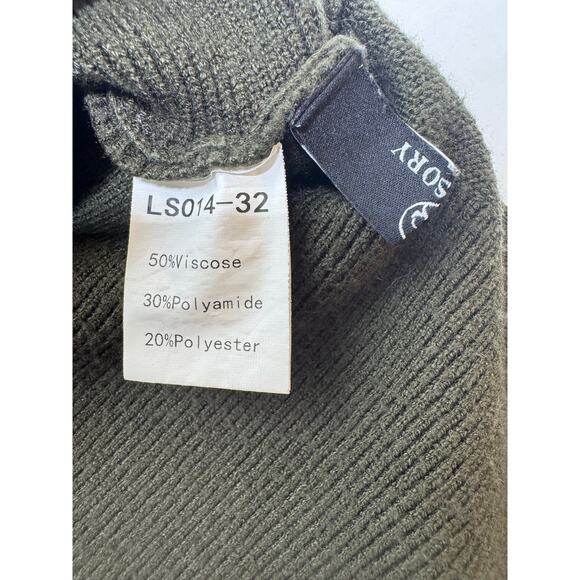 LS014-32
50%Viscose
30%Polyamide
20%Polyester
SORY